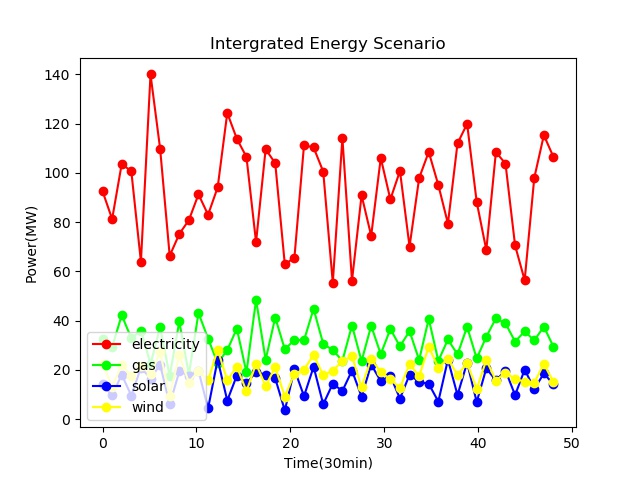 Intergrated Energy Scenario
Power(MW)
140
120
100
80
60
40
20
0
electricity
gas
solar
wind
0 10 20 30 40 50
Time(30min)